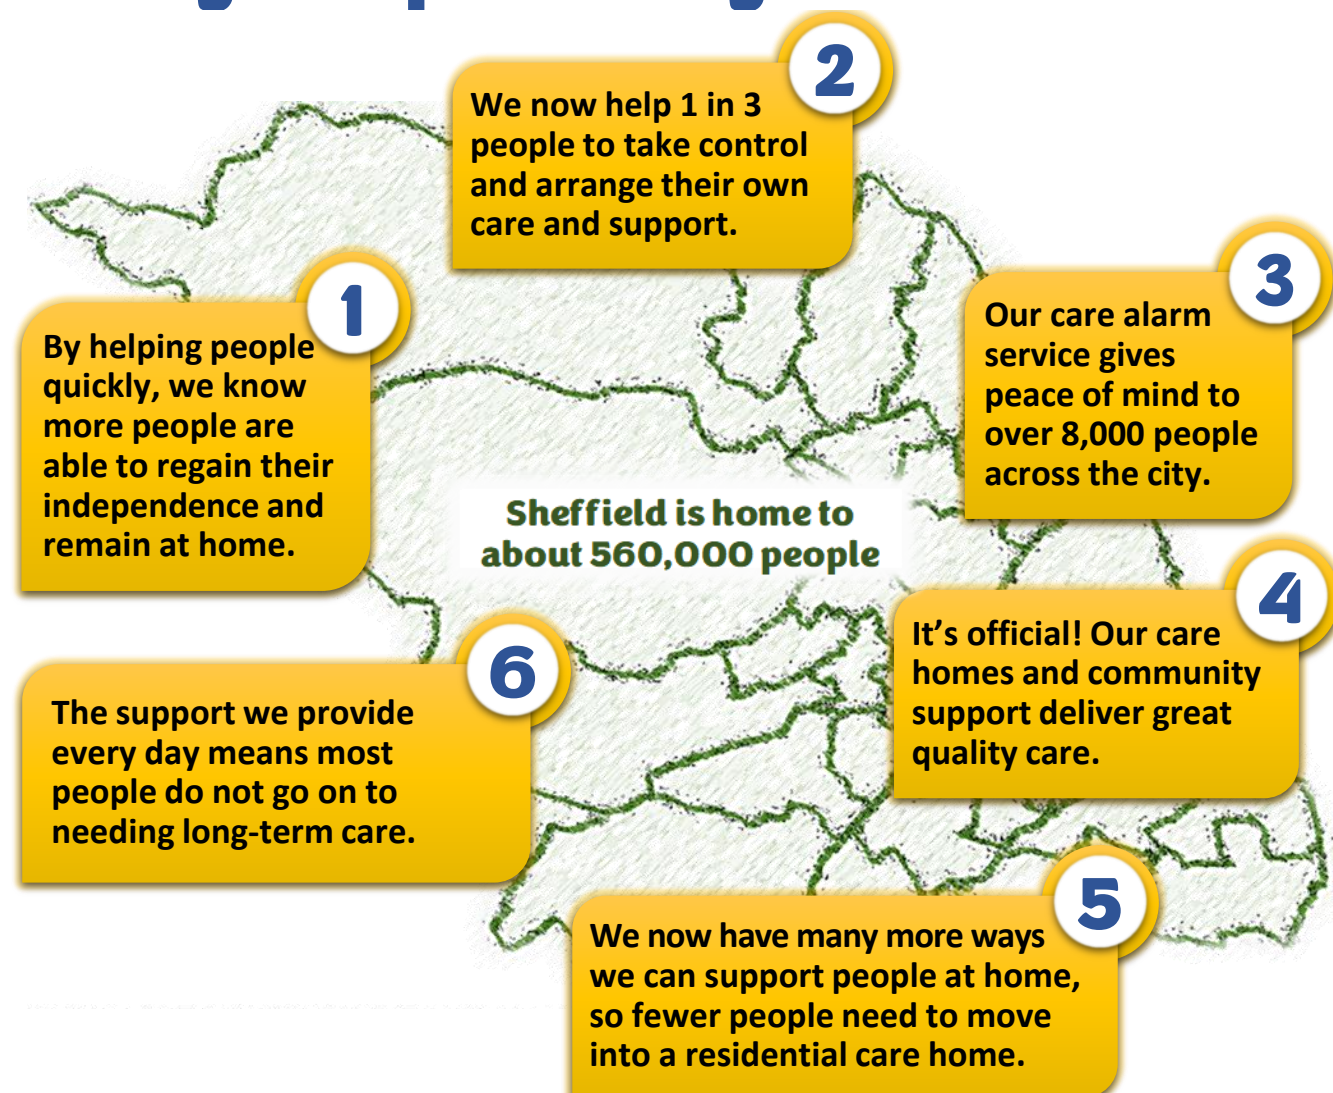 1
By helping people
quickly, we know
more people are
able to regain their
independence and
remain at home.
2
We now help 1 in 3
people to take control
and arrange their own
care and support.
3
Our care alarm
service gives
peace of mind to
over 8,000 people
across the city.
Sheffield is home to
about 560,000 people
4
It’s official! Our care
homes and community
support deliver great
quality care.
5
We now have many more ways
we can support people at home,
so fewer people need to move
into a residential care home.
6
The support we provide
every day means most
people do not go on to
needing long-term care.